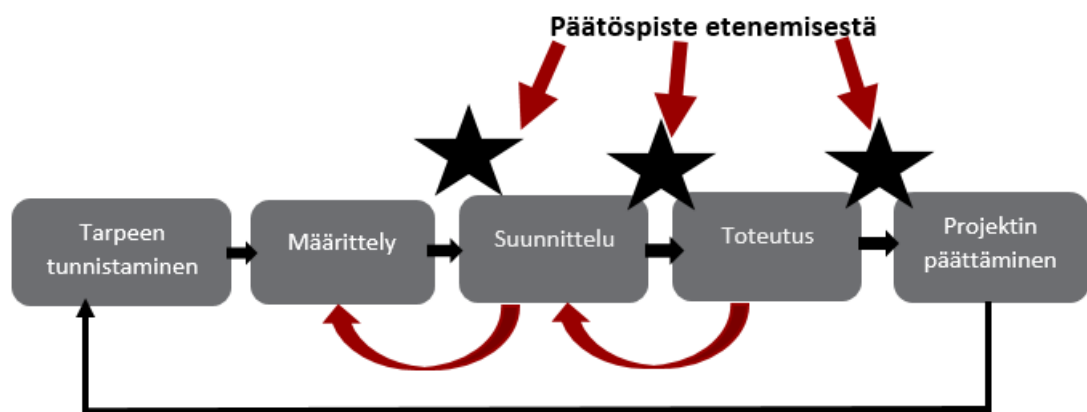 Päätöspiste etenemisestä
Tarpeen
tunnistaminen
Määrittely
Suunnittelu
Toteutus
Projektin
päättäminen